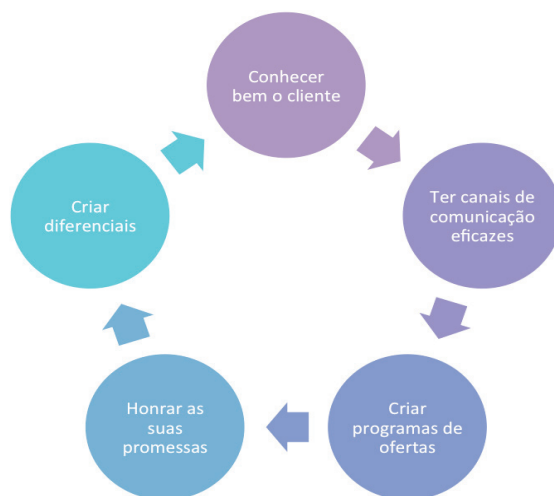 Conhecer
bem o cliente
Ter canais de
comunicação
eficazes
Criar
programas de
ofertas
Honrar as
suas
promessas
Criar
diferenciais